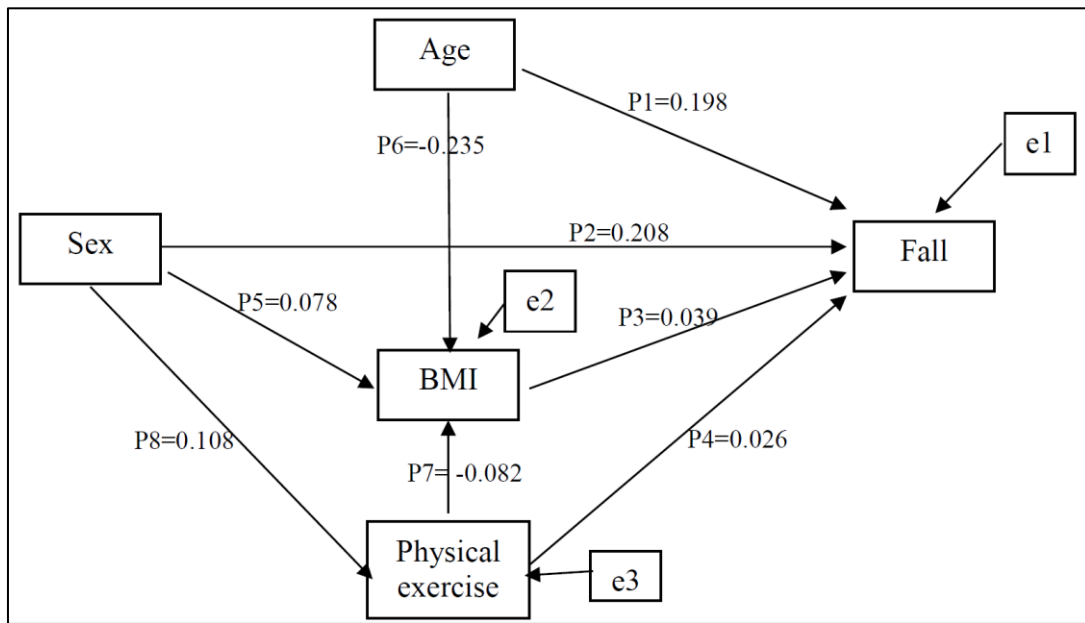 Age
P1=0.198
P6=-0.235
e1
Sex
P2=0.208
Fall
P5=0.078
e2
P3=0.039
BMI
P8=0.108
P4=0.026
P7= -0.082
Physical
exercise
e3